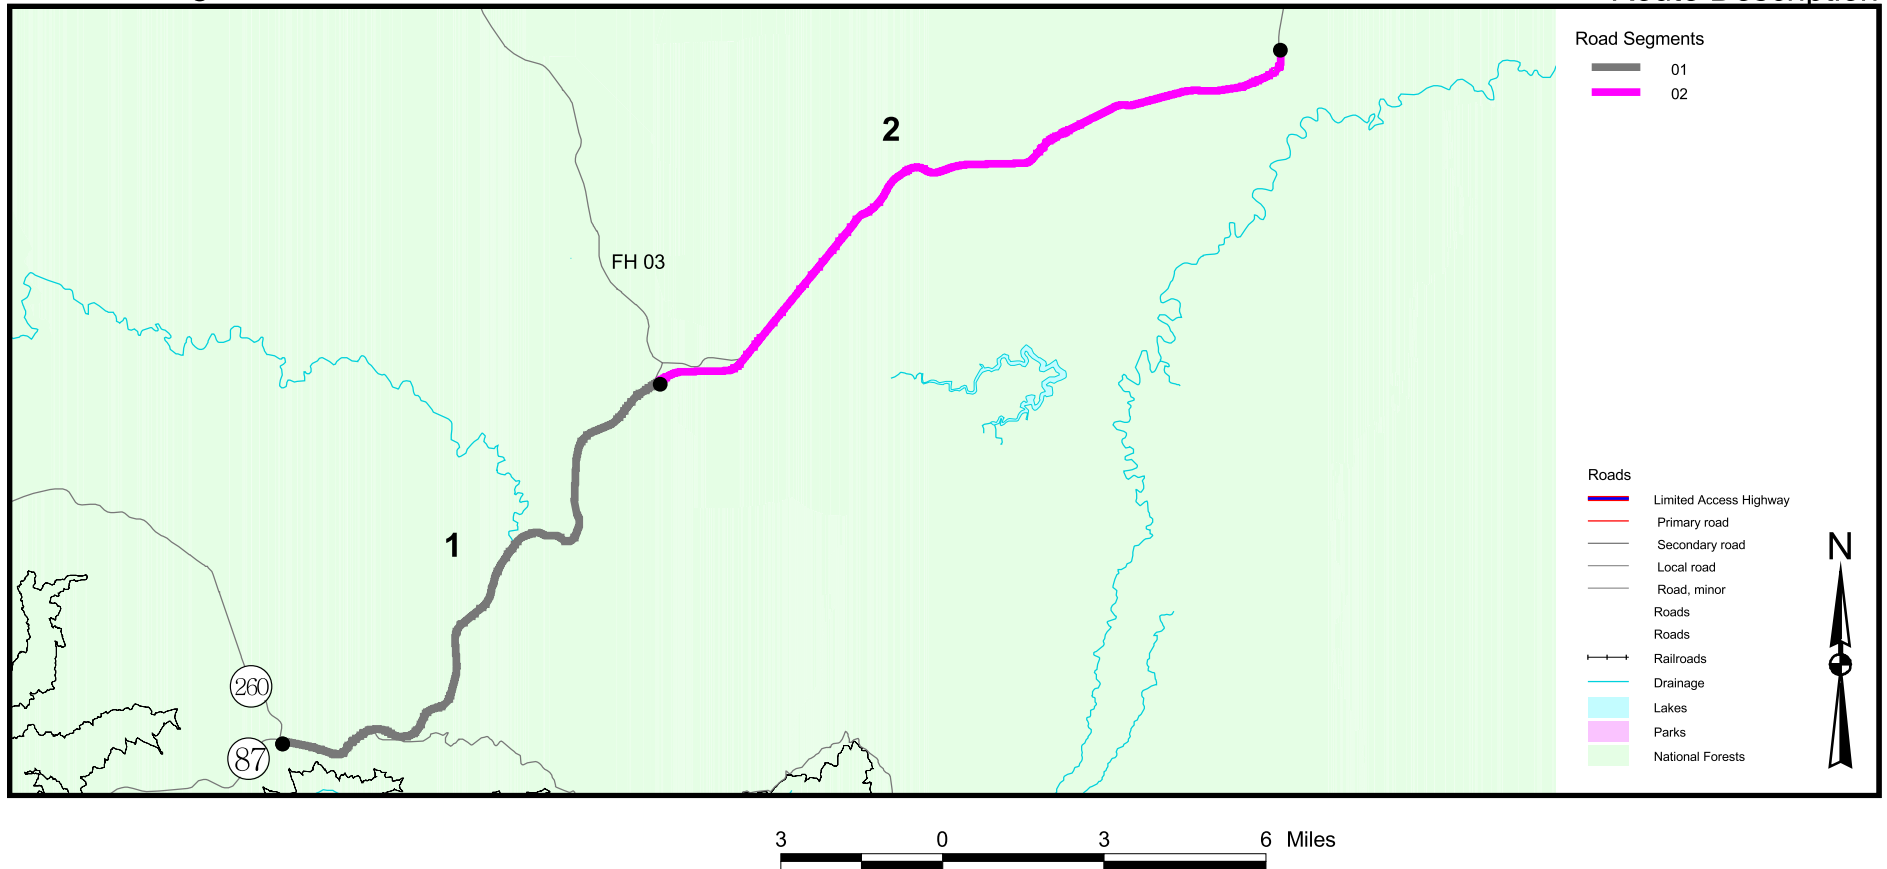 Road Segments
01
02
2
FH 03
1
260
87
Roads
Limited Access Highway
Primary road
Secondary road
Local road
Road, minor
Roads
Roads
Railroads
Drainage
Lakes
Parks
National Forests
N
3 0 3 6 Miles